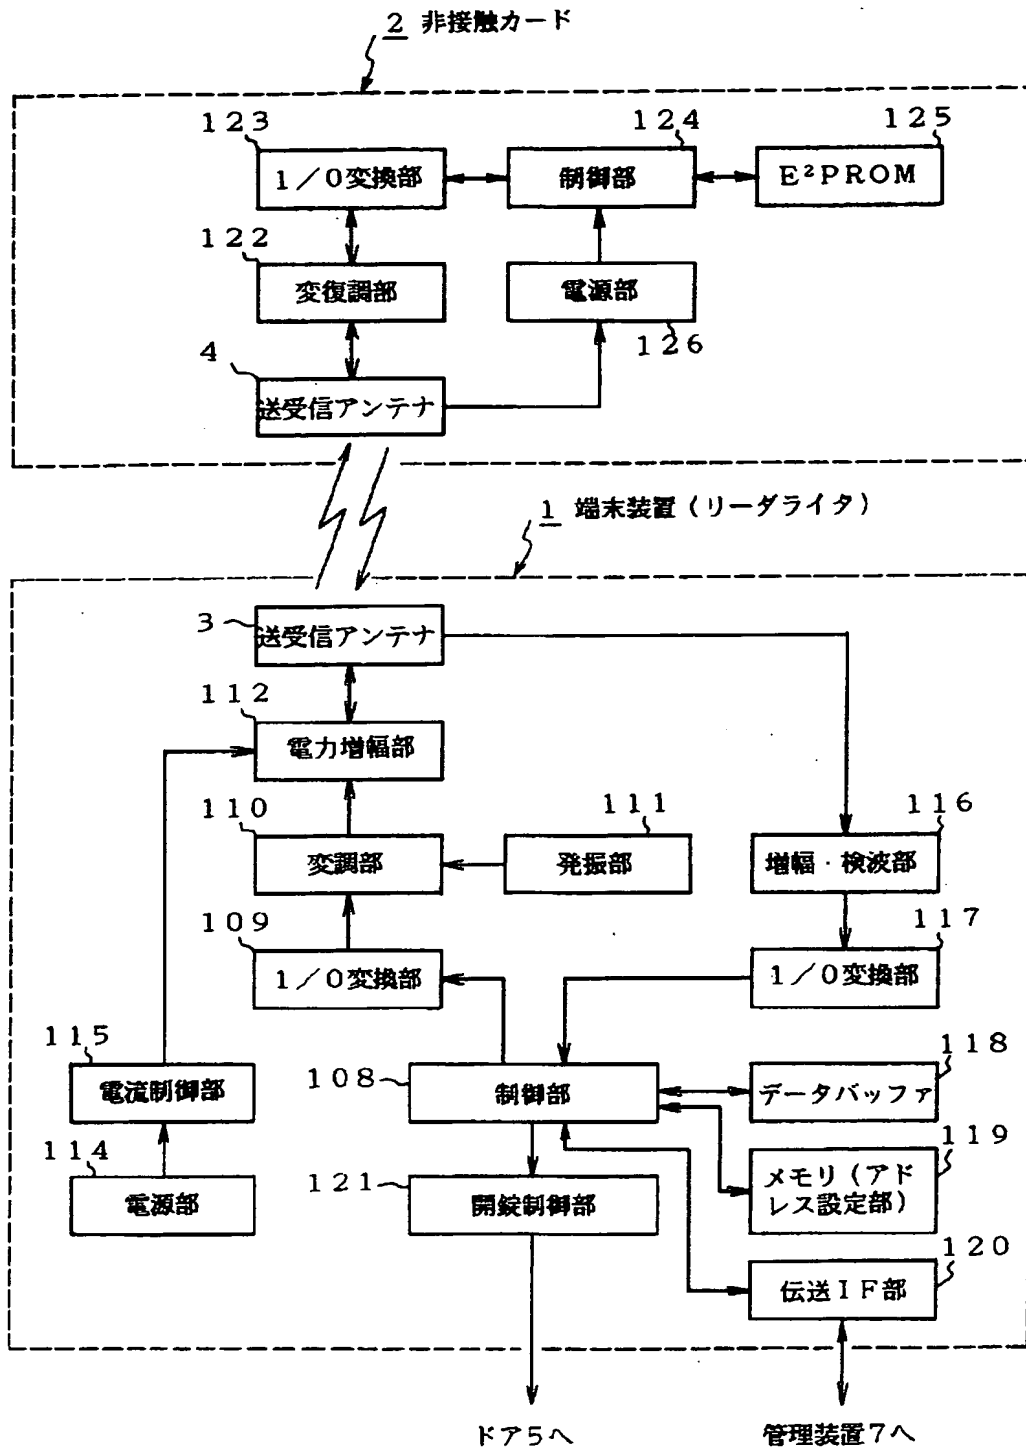 2 非接触カード
123
124
125
1／0変換部
制御部
E²PROM
122
変復調部
電源部
126
4
送受信アンテナ
1 端末装置（リーダライタ）
3
送受信アンテナ
112
電力増幅部
110
111
116
変調部
発振部
増幅・検波部
109
117
1／0変換部
1／0変換部
115
118
電流制御部
108
制御部
データバッファ
114
119
電源部
121
開錠制御部
メモリ（アド
レス設定部）
120
伝送IF部
ドア5へ
管理装置7へ